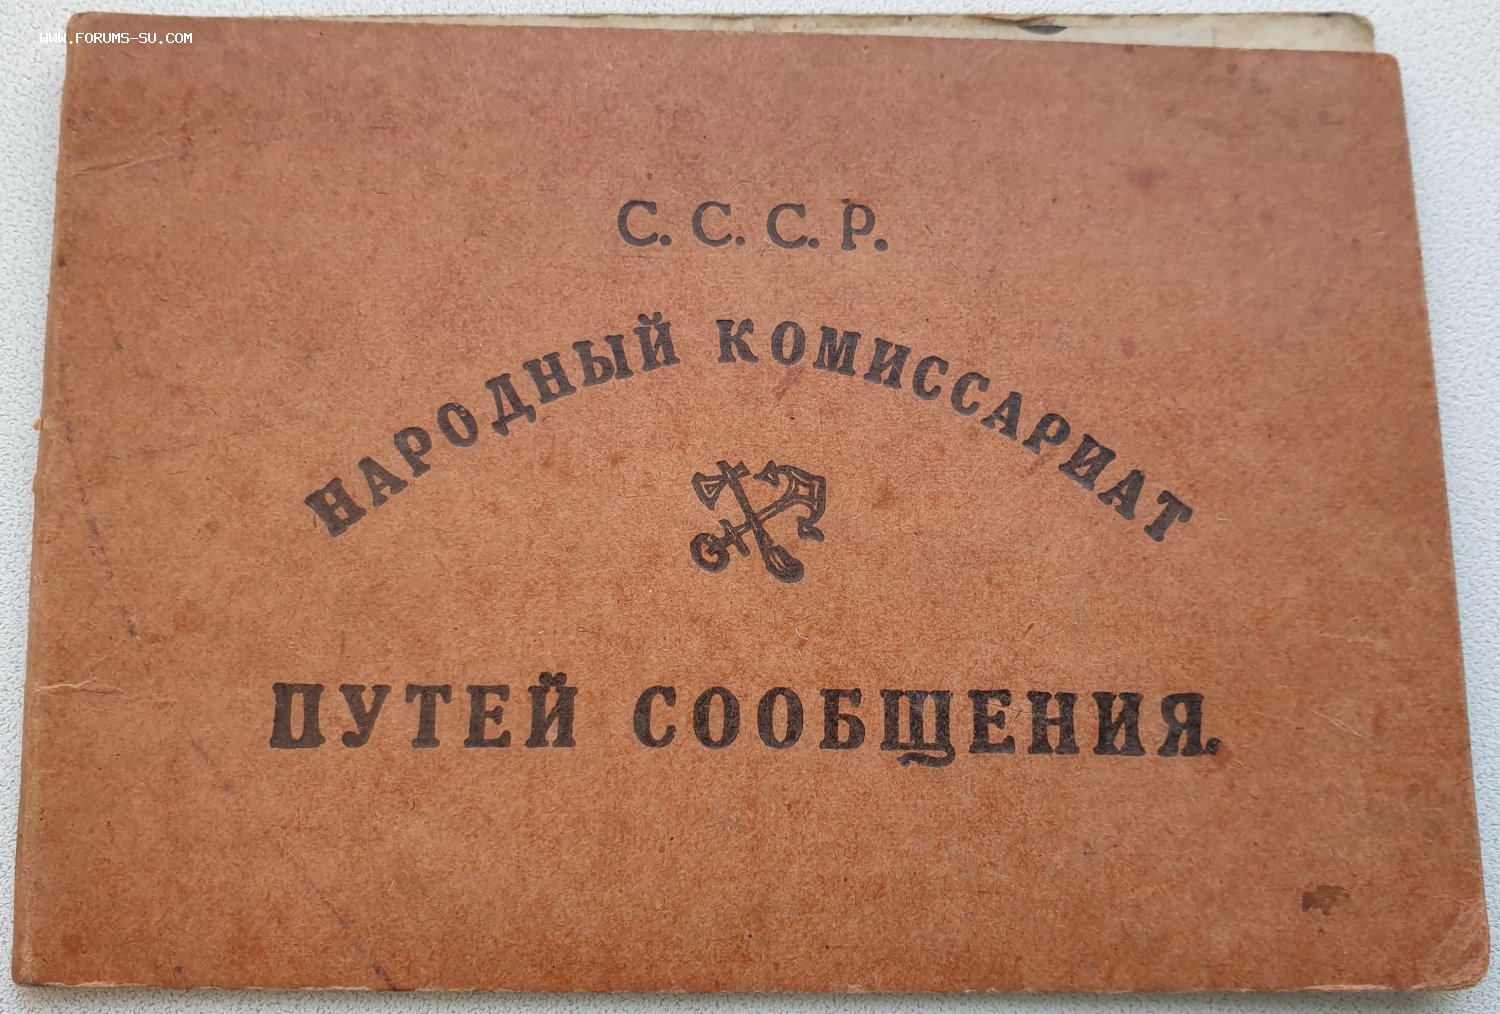 WWW.FORUMS-SU.COM
С. С. С. Р.
НАРОДНЫЙ КОМИССАРИАТ
ПУТЕЙ СООБЩЕНИЯ.